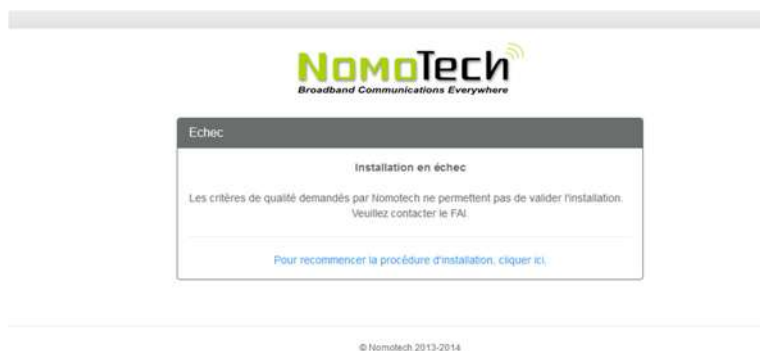 NomoTech
Broadband Communications Everywhere
Echec
Installation en échec
Les critères de qualité demandés par Nomotech ne permettent pas de valider l'installation.
Veuillez contacter le FAI.
Pour recommencer la procédure d'installation, cliquer ici.
© Nomotech 2013-2014